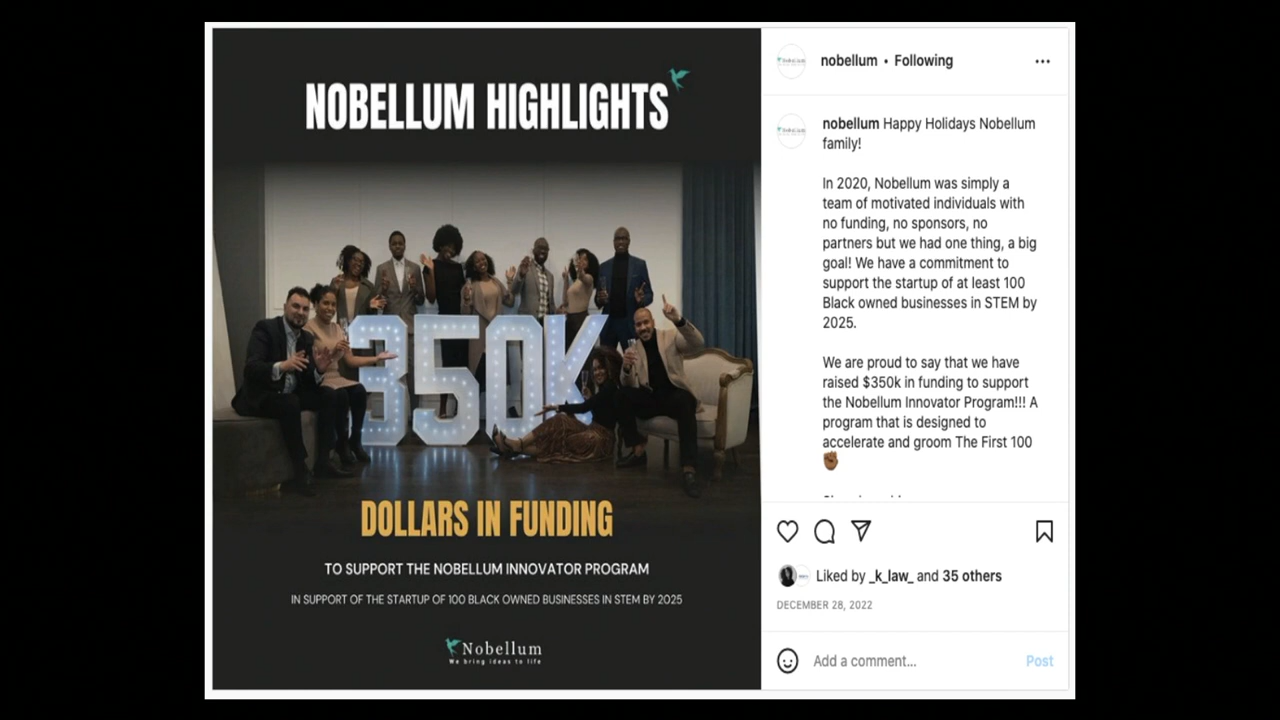 NOBELLUM HIGHLIGHTS
350K
DOLLARS IN FUNDING
TO SUPPORT THE NOBELLUM INNOVATOR PROGRAM
IN SUPPORT OF THE STARTUP OF 100 BLACK OWNED BUSINESSES IN STEM BY 2025
Nobellum
We bring ideas to life
nobellum • Following
nobellum Happy Holidays Nobellum
family!
In 2020, Nobellum was simply a
team of motivated individuals with
no funding, no sponsors, no
partners but we had one thing, a big
goal! We have a commitment to
support the startup of at least 100
Black owned businesses in STEM by
2025.
We are proud to say that we have
raised $350k in funding to support
the Nobellum Innovator Program!!! A
program that is designed to
accelerate and groom The First 100
✊🏾
Liked by _k_law_ and 35 others
DECEMBER 28, 2022
Add a comment...
Post